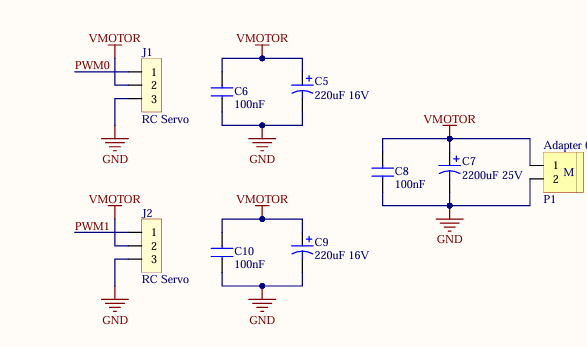 VMOTOR
J1
PWM0
1
2
3
RC Servo
GND
VMOTOR
C6
100nF
C5
220uF 16V
GND
VMOTOR
C8
100nF
C7
2200uF 25V
GND
Adapter
1
2
M
P1
VMOTOR
J2
PWM1
1
2
3
RC Servo
GND
VMOTOR
C10
100nF
C9
220uF 16V
GND